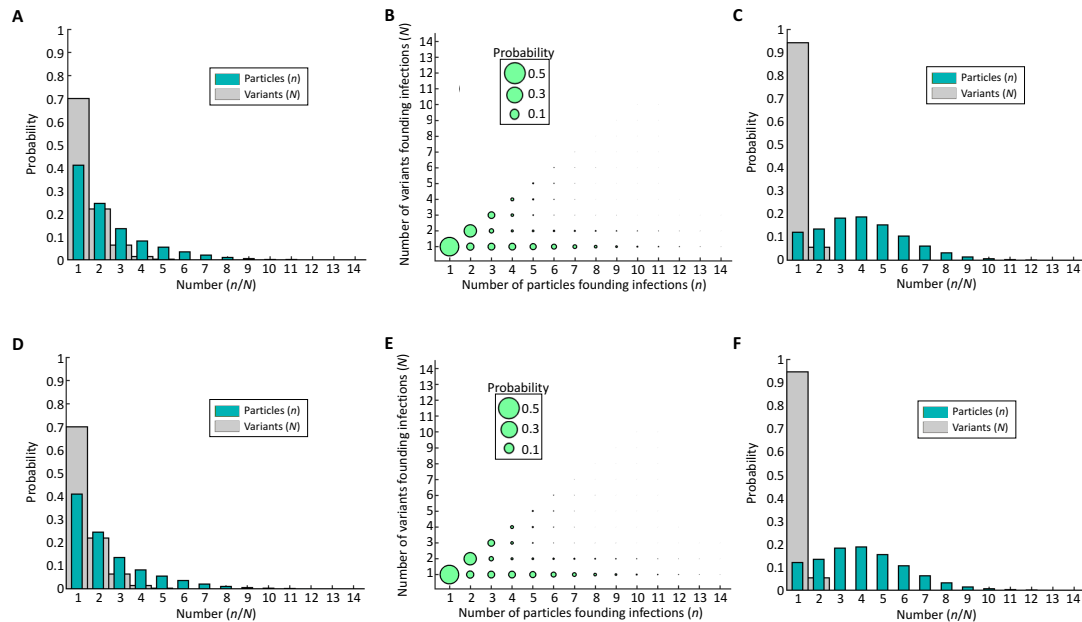 A
Probability
1
0.9
0.8
0.7
0.6
0.5
0.4
0.3
0.2
0.1
0
Particles (n)
Variants (N)
1 2 3 4 5 6 7 8 9 10 11 12 13 14
Number (n/N)
B
Number of variants founding infections (N)
14
13
12
11
10
9
8
7
6
5
4
3
2
1
Probability
0.5
0.3
0.1
1 2 3 4 5 6 7 8 9 10 11 12 13 14
Number of particles founding infections (n)
C
Probability
1
0.9
0.8
0.7
0.6
0.5
0.4
0.3
0.2
0.1
0
Particles (n)
Variants (N)
1 2 3 4 5 6 7 8 9 10 11 12 13 14
Number (n/N)
D
Probability
1
0.9
0.8
0.7
0.6
0.5
0.4
0.3
0.2
0.1
0
Particles (n)
Variants (N)
1 2 3 4 5 6 7 8 9 10 11 12 13 14
Number (n/N)
E
Number of variants founding infections (N)
14
13
12
11
10
9
8
7
6
5
4
3
2
1
Probability
0.5
0.3
0.1
1 2 3 4 5 6 7 8 9 10 11 12 13 14
Number of particles founding infections (n)
F
Probability
1
0.9
0.8
0.7
0.6
0.5
0.4
0.3
0.2
0.1
0
Particles (n)
Variants (N)
1 2 3 4 5 6 7 8 9 10 11 12 13 14
Number (n/N)